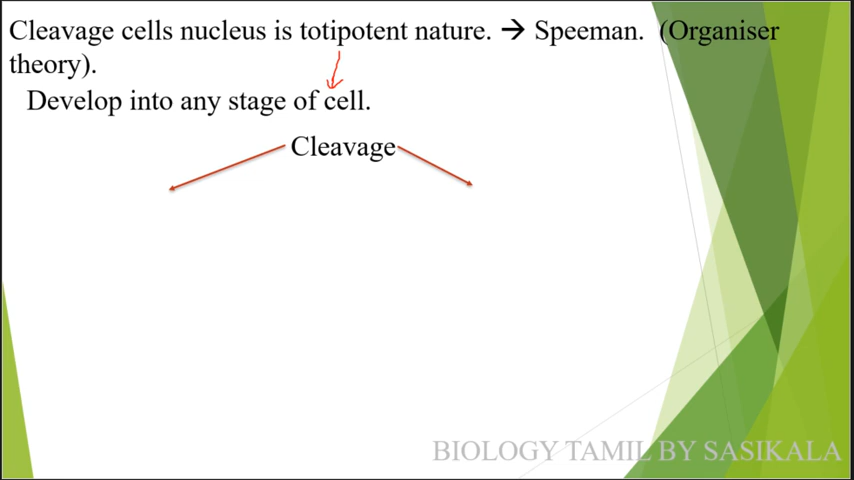 Cleavage cells nucleus is totipotent nature. → Speeman. (Organiser
theory).
Develop into any stage of cell.
Cleavage
BIOLOGY TAMIL BY SASIKALA